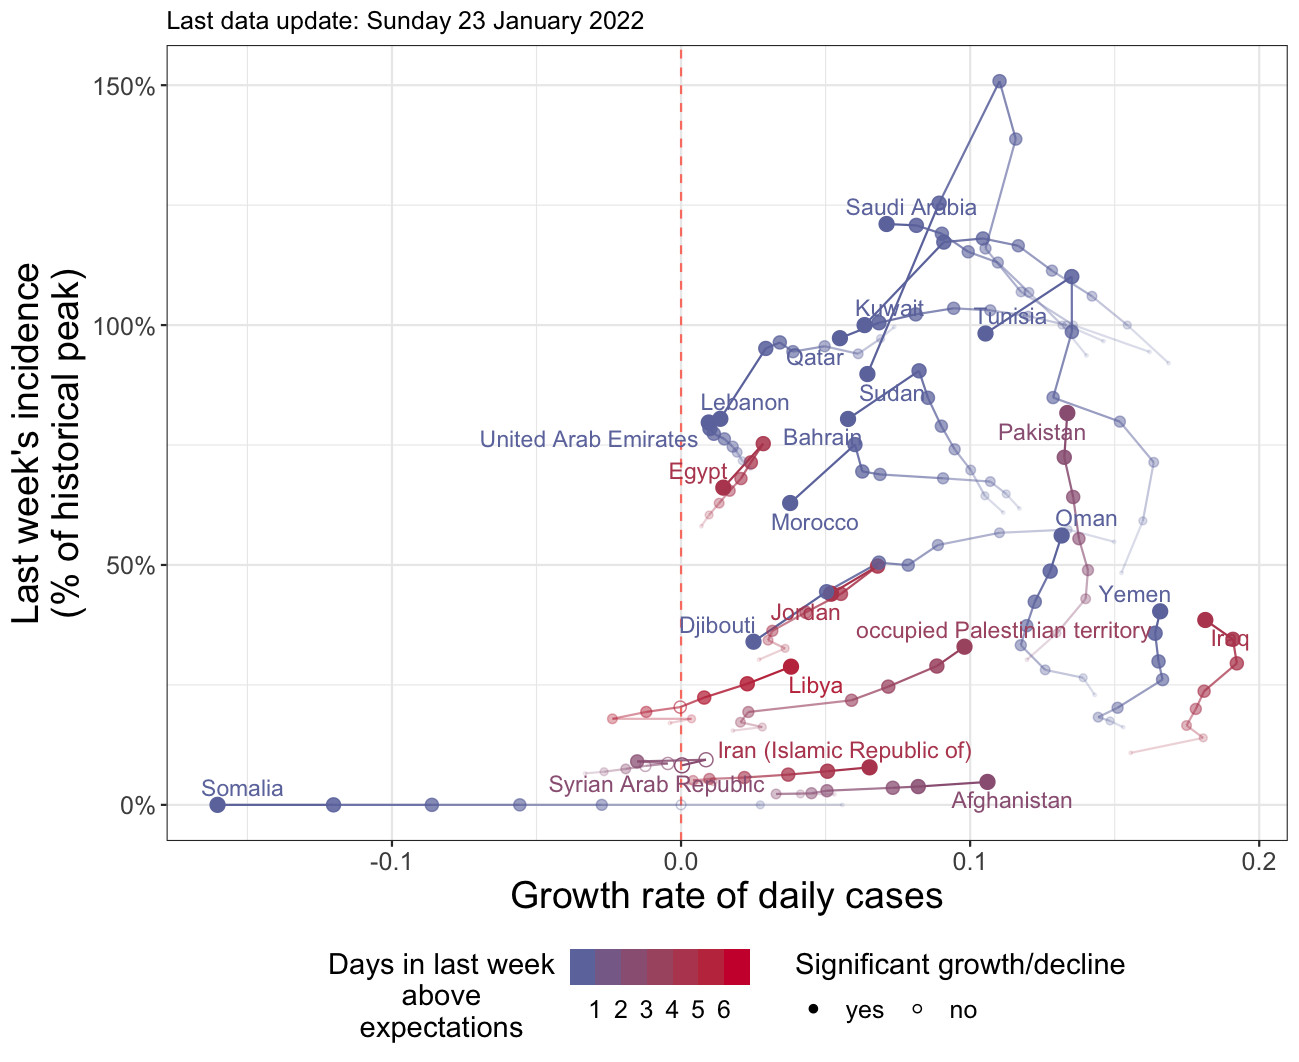 Last data update: Sunday 23 January 2022
150%
100%
50%
0%
Last week's incidence
(% of historical peak)
Saudi Arabia
Kuwait
Tunisia
Qatar
Sudan
Lebanon
United Arab Emirates
Bahrain
Pakistan
Egypt
Morocco
Oman
Yemen
Jordan
Djibouti
occupied Palestinian territory
Iraq
Libya
Iran (Islamic Republic of)
Syrian Arab Republic
Somalia
Afghanistan
-0.1
0.0
0.1
0.2
Growth rate of daily cases
Days in last week
above
expectations
1 2 3 4 5 6
Significant growth/decline
yes no